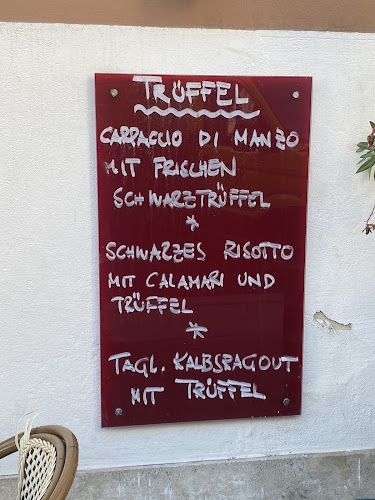 TRÜFFEL
CARPACCIO DI MANZO
MIT FRISCHEN
SCHWARZTRÜFFEL
*
SCHWARZES RISOTTO
MIT CALAMARI UND
TRÜFFEL
*
TAGL. KALBSRAGOUT
MIT TRÜFFEL